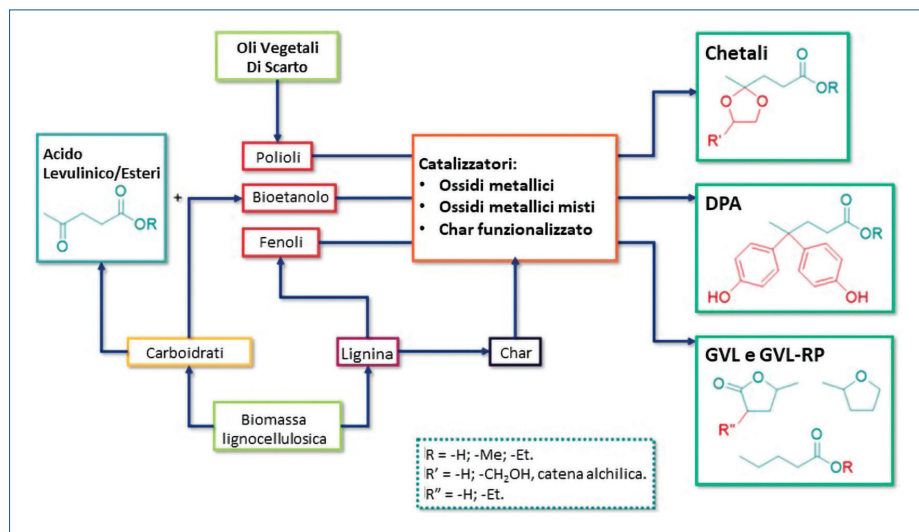 Oli Vegetali
Di Scarto
Acido
Levulinico/Esteri
O
OR
O
+
Polioli
Bioetanolo
Fenoli
Catalizzatori:
• Ossidi metallici
• Ossidi metallici misti
• Char funzionalizzato
Carboidrati
Lignina
Char
Biomassa
lignocellulosica
Chetali
O
O
O
OR
R'
DPA
O
OR
HO
OH
GVL e GVL-RP
O
O
O
R"
O
OR
R = -H; -Me; -Et.
R' = -H; -CH₂OH, catena alchilica.
R" = -H; -Et.